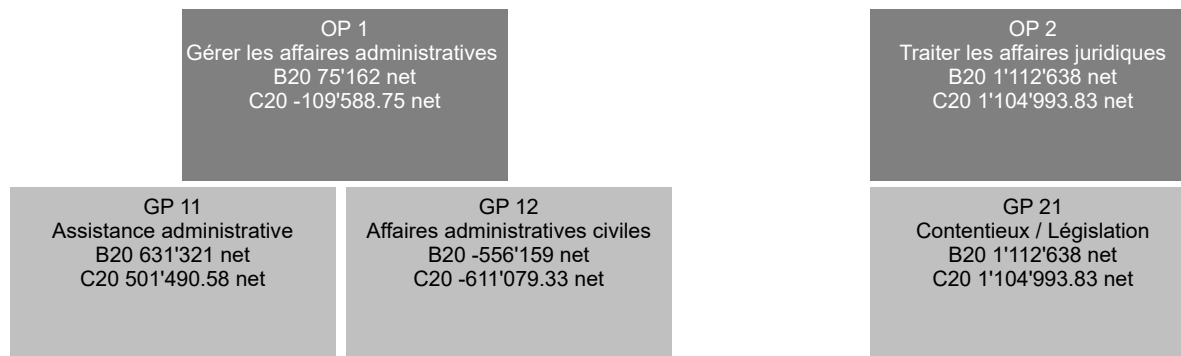 OP 1
Gérer les affaires administratives
B20 75'162 net
C20 -109'588.75 net
OP 2
Traiter les affaires juridiques
B20 1'112'638 net
C20 1'104'993.83 net
GP 11
Assistance administrative
B20 631'321 net
C20 501'490.58 net
GP 12
Affaires administratives civiles
B20 -556'159 net
C20 -611'079.33 net
GP 21
Contentieux / Législation
B20 1'112'638 net
C20 1'104'993.83 net